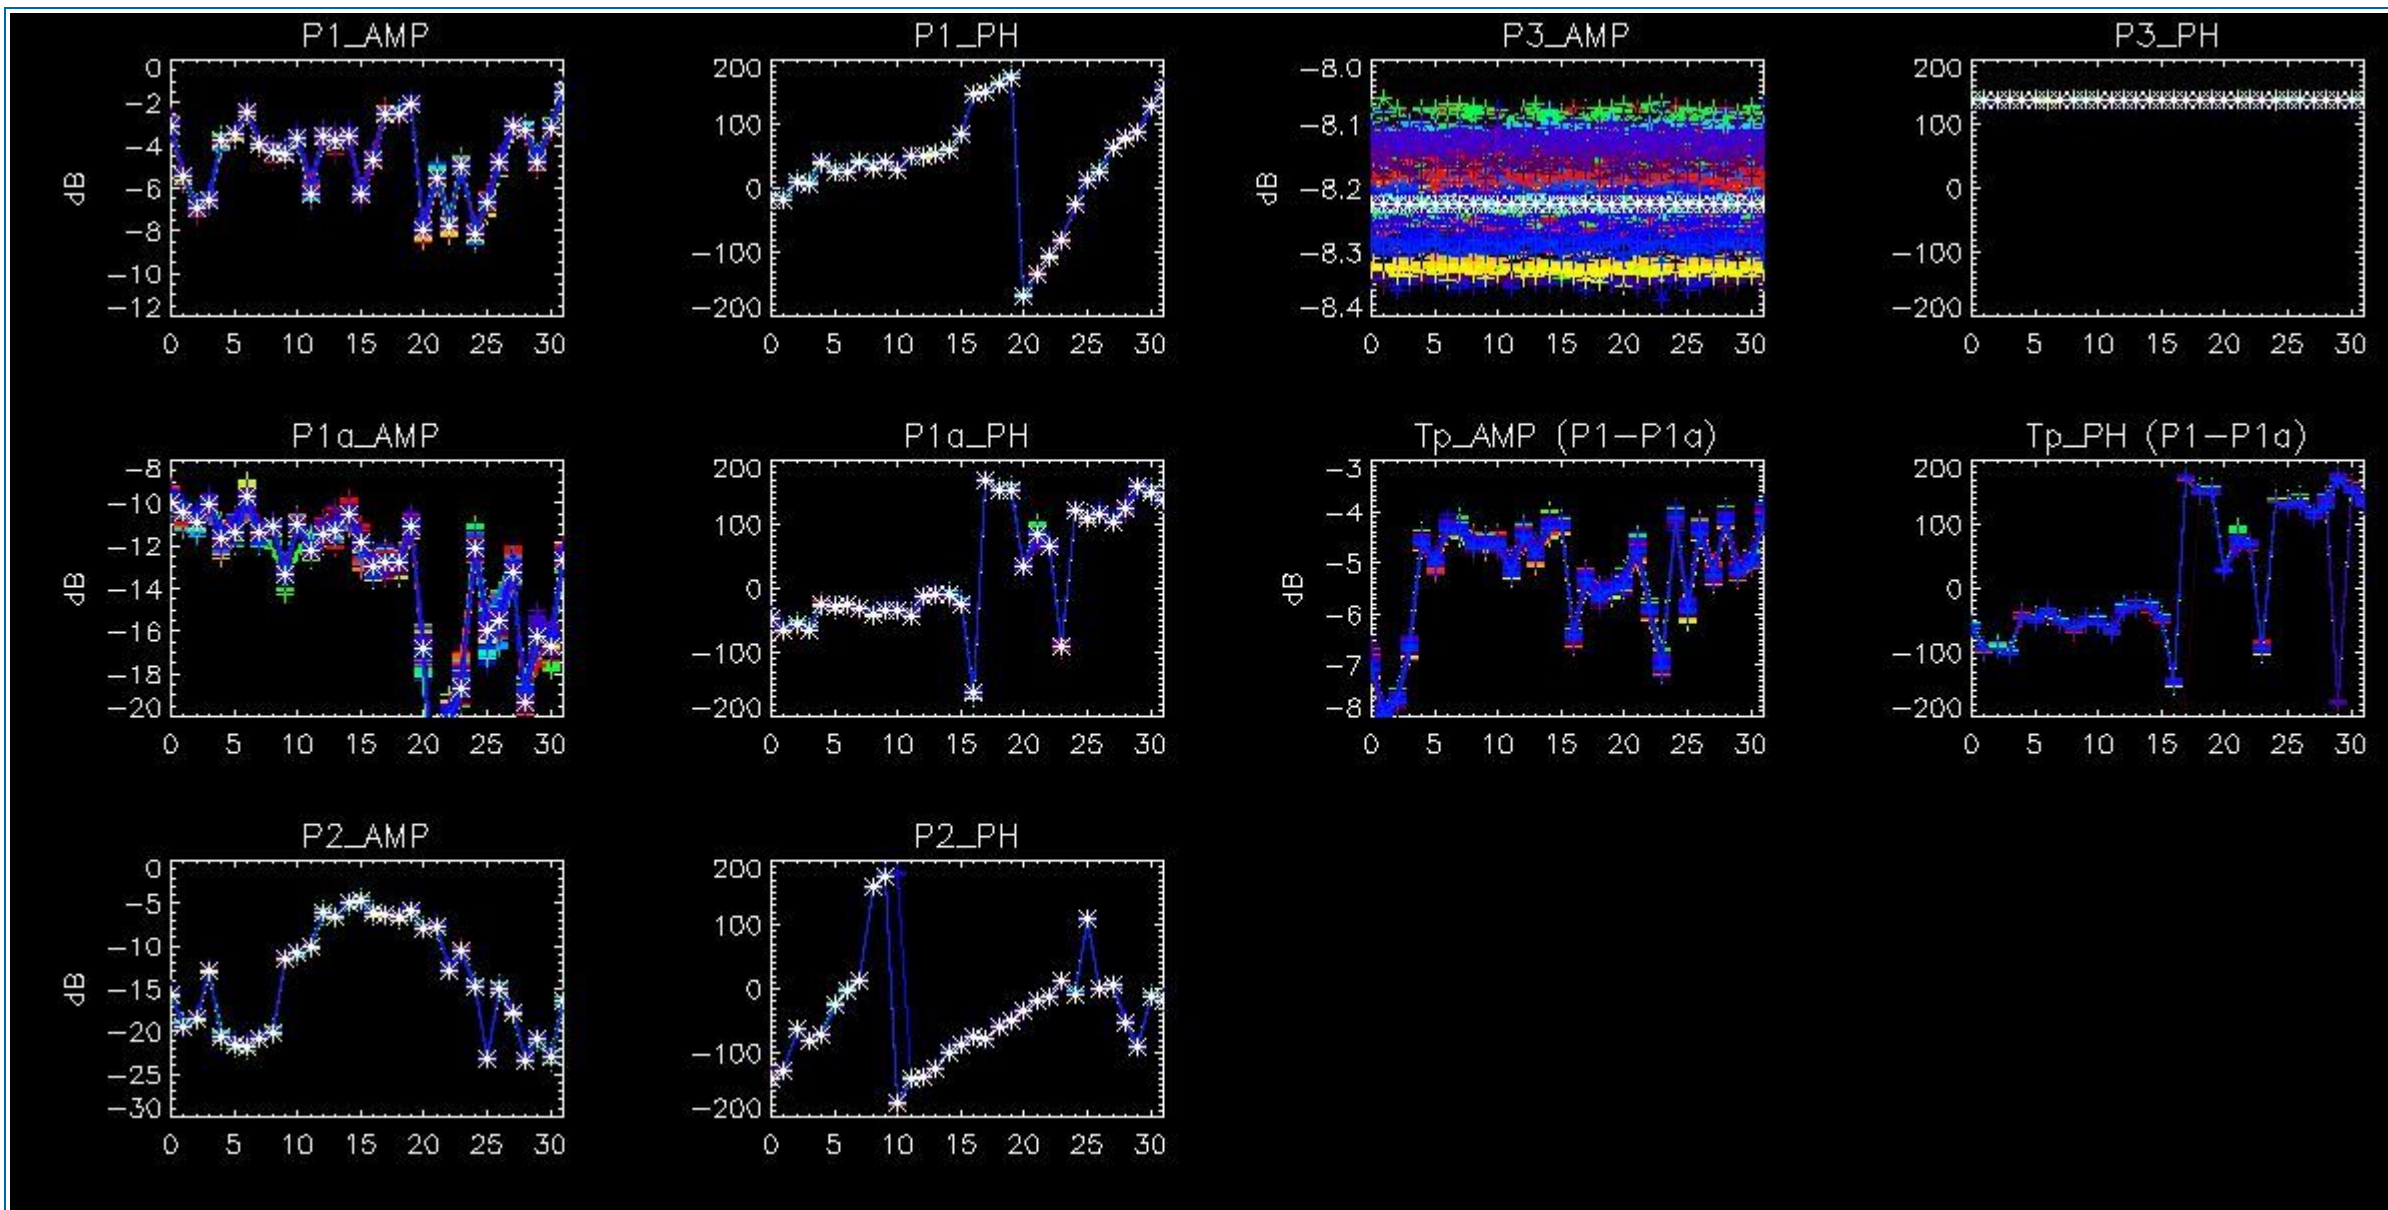 P1_AMP
0
−2
−4
−6
−8
−10
−12
dB
0 5 10 15 20 25 30
P1_PH
200
100
0
−100
−200
0 5 10 15 20 25 30
P3_AMP
−8.0
−8.1
−8.2
−8.3
−8.4
dB
0 5 10 15 20 25 30
P3_PH
200
100
0
−100
−200
0 5 10 15 20 25 30
P1a_AMP
−8
−10
−12
−14
−16
−18
−20
dB
0 5 10 15 20 25 30
P1a_PH
200
100
0
−100
−200
0 5 10 15 20 25 30
Tp_AMP (P1−P1a)
−3
−4
−5
−6
−7
−8
dB
0 5 10 15 20 25 30
Tp_PH (P1−P1a)
200
100
0
−100
−200
0 5 10 15 20 25 30
P2_AMP
0
−5
−10
−15
−20
−25
−30
dB
0 5 10 15 20 25 30
P2_PH
200
100
0
−100
−200
0 5 10 15 20 25 30